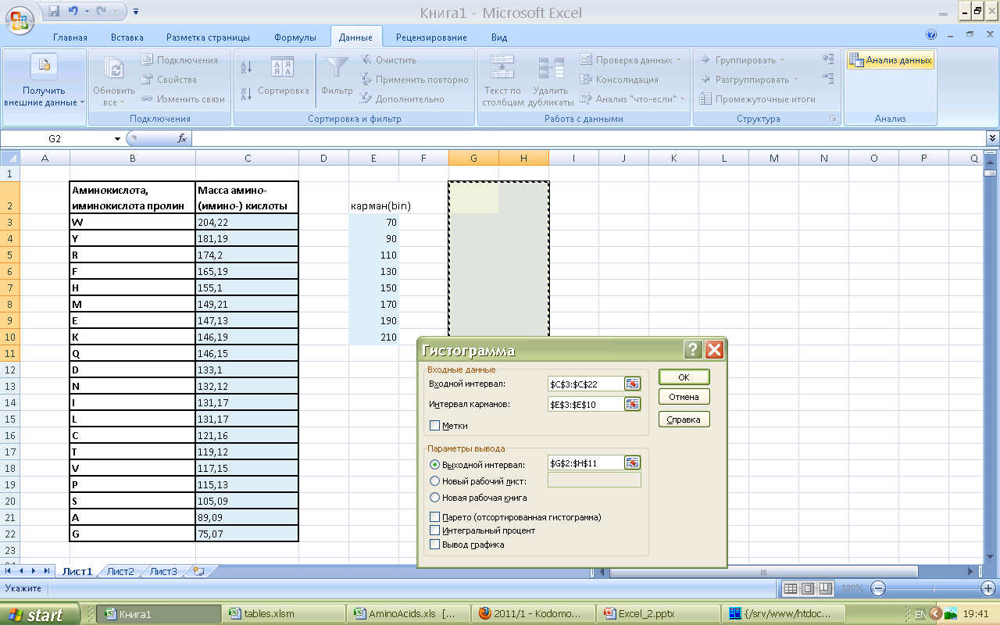 Книга1 - Microsoft Excel
Главная Вставка Разметка страницы Формулы Данные Рецензирование Вид
Получить внешние данные
Обновить все
Подключения
Свойства
Изменить связи
Подключения
А Я
Я А
Сортировка
Фильтр
Очистить
Применить повторно
Дополнительно
Сортировка и фильтр
Текст по столбцам
Удалить дубликаты
Проверка данных
Консолидация
Анализ "что-если"
Работа с данными
Группировать
Разгруппировать
Промежуточные итоги
Структура
Анализ данных
Анализ
G2 fx
A B C D E F G H I J K L M N O P Q
1
2 Аминокислота, иминокислота пролин Масса амино-(имино-) кислоты карман(bin)
3 W 204,22 70
4 Y 181,19 90
5 R 174,2 110
6 F 165,19 130
7 H 155,1 150
8 M 149,21 170
9 E 147,13 190
10 K 146,19 210
11 Q 146,15
12 D 133,1
13 N 132,12
14 I 131,17
15 L 131,17
16 C 121,16
17 T 119,12
18 V 117,15
19 P 115,13
20 S 105,09
21 A 89,09
22 G 75,07
23
Гистограмма
Входные данные
Входной интервал: $C$3:$C$22
Интервал карманов: $E$3:$E$10
Метки
OK
Отмена
Справка
Параметры вывода
Выходной интервал: $G$2:$H$11
Новый рабочий лист:
Новая рабочая книга
Парето (отсортированная гистограмма)
Интегральный процент
Вывод графика
Лист1 Лист2 Лист3
Укажите 100%
start Книга1 tables.xlsm AminoAcids.xls [... 2011/1 - Kodomo... Excel_2.pptx {/srv/www/htdoc... EN 19:41